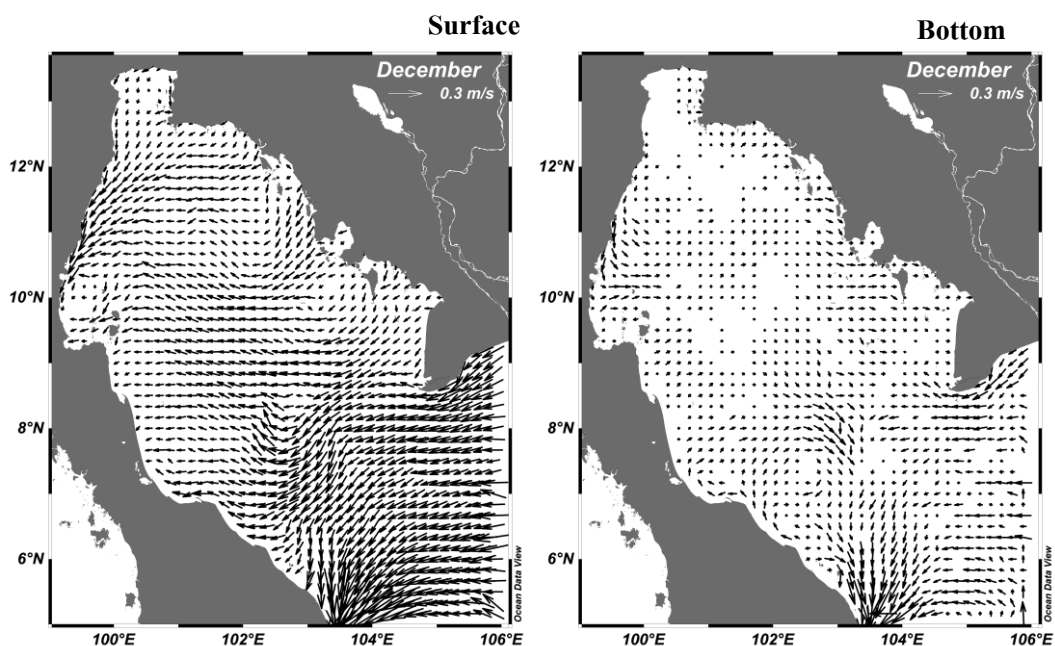 Surface
December
0.3 m/s
12°N
10°N
8°N
6°N
100°E
102°E
104°E
106°E
Ocean Data View
Bottom
December
0.3 m/s
12°N
10°N
8°N
6°N
100°E
102°E
104°E
106°E
Ocean Data View